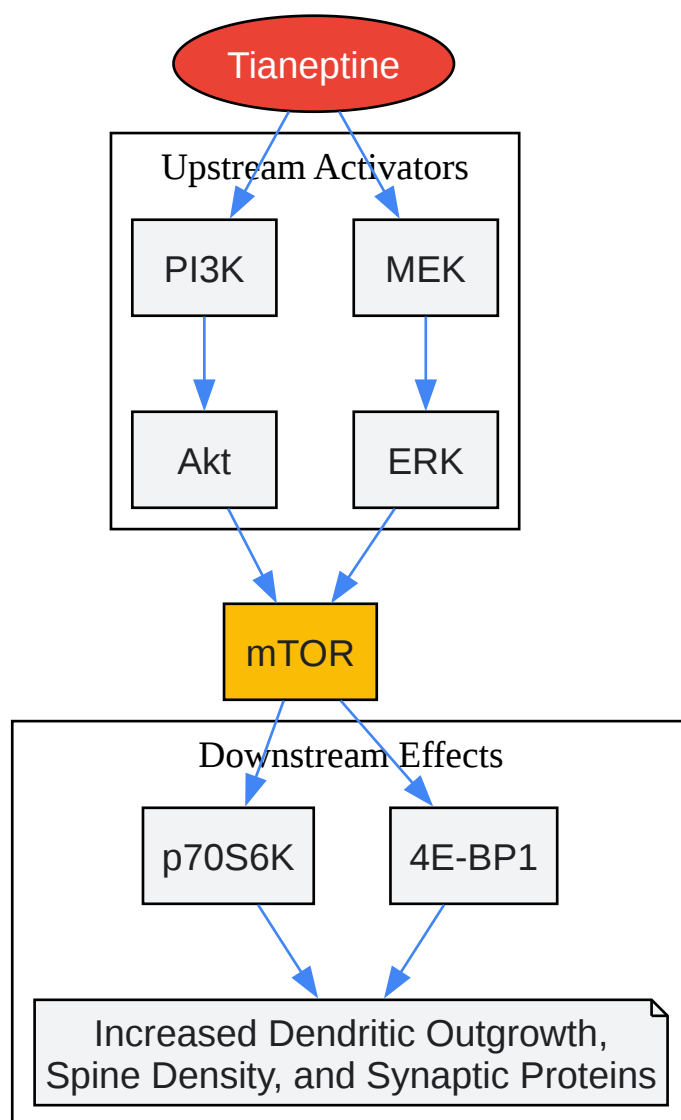 Tianeptine
Upstream Activators
PI3K
MEK
Akt
ERK
mTOR
Downstream Effects
p70S6K
4E-BP1
Increased Dendritic Outgrowth,
Spine Density, and Synaptic Proteins